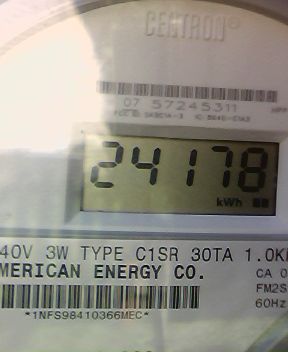 CENTRON®
07 57245311
24178
kWh
40V 3W TYPE C1SR 30TA 1.0K
MERICAN ENERGY CO.
CA 0
FM2S
60Hz
*1NFS98410366MEC*